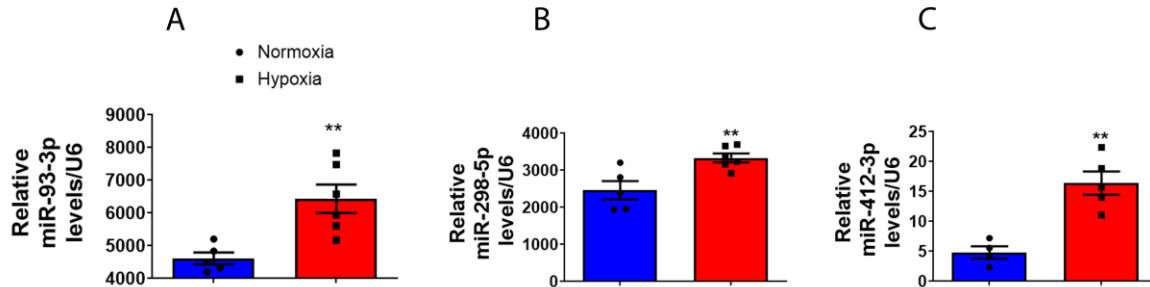 A
Normoxia
Hypoxia
Relative
miR-93-3p
levels/U6
9000
8000
7000
6000
5000
4000
**
B
Relative
miR-298-5p
levels/U6
4000
3000
2000
1000
0
**
C
Relative
miR-412-3p
levels/U6
25
20
15
10
5
0
**